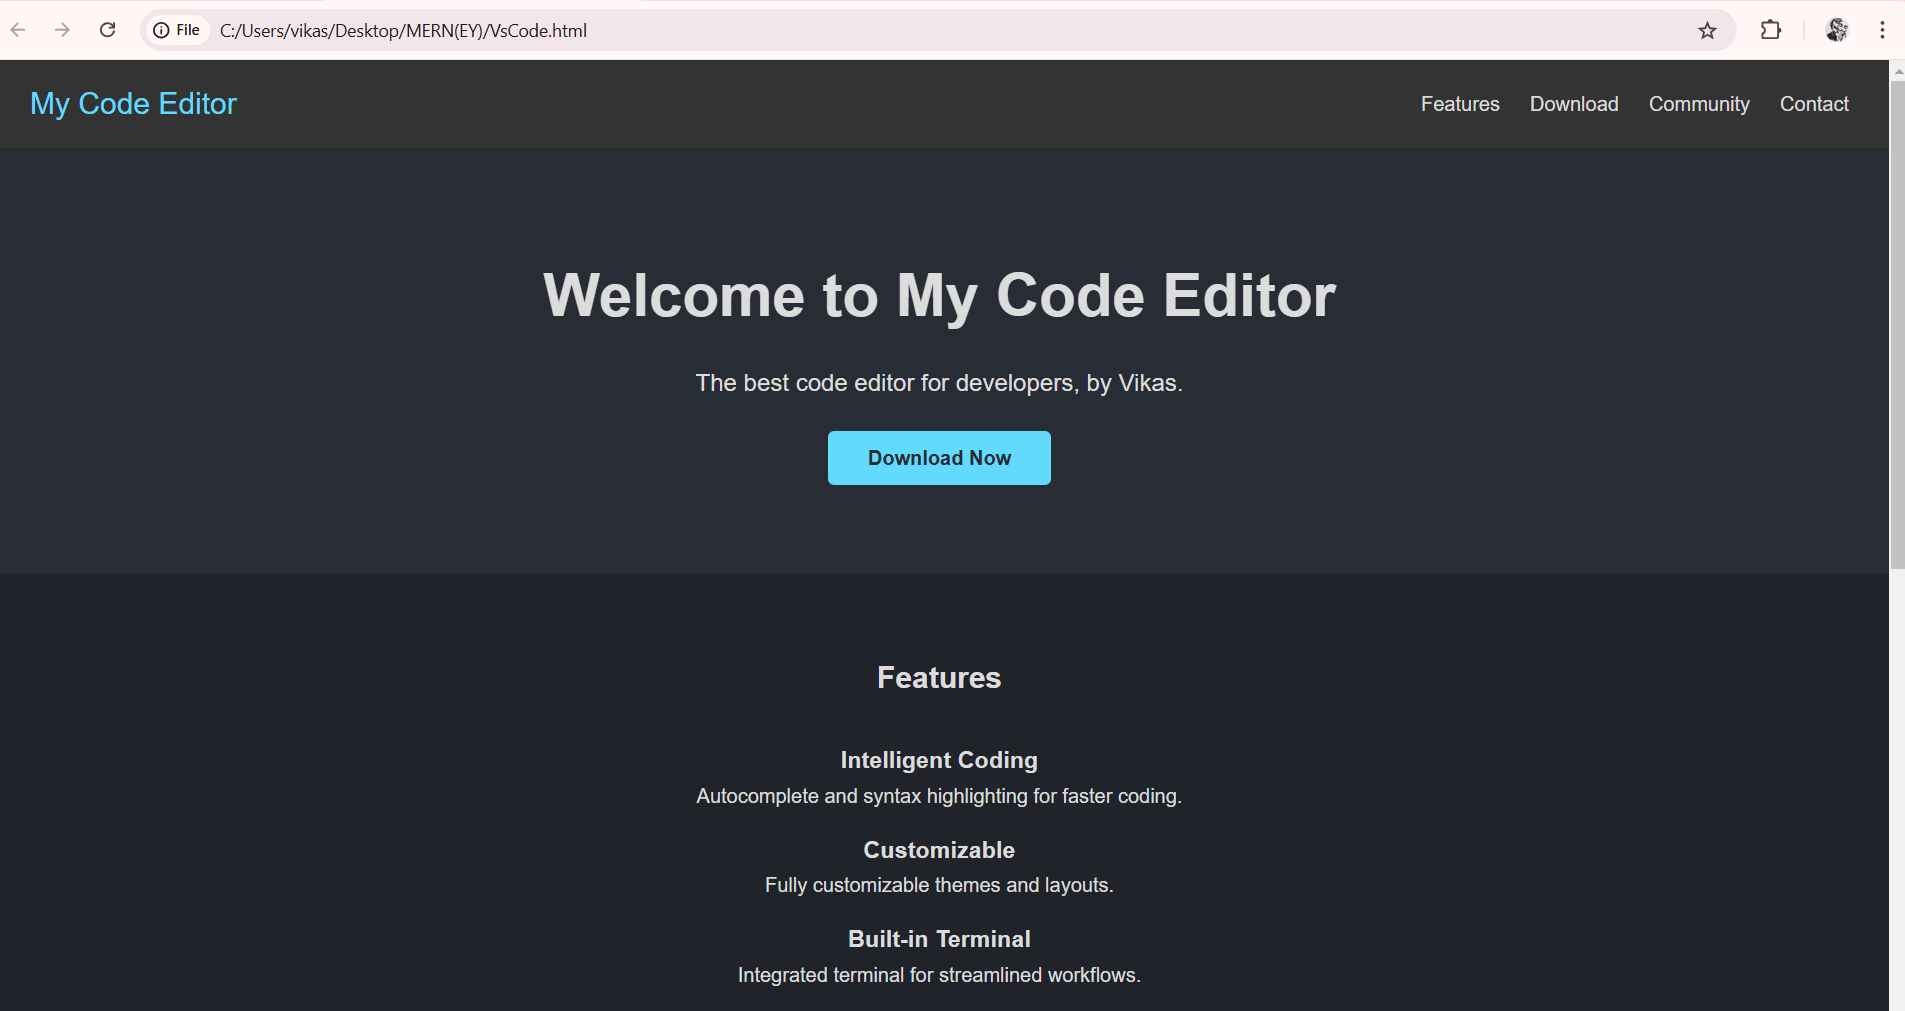 File C:/Users/vikas/Desktop/MERN(EY)/VsCode.html
My Code Editor Features Download Community Contact
Welcome to My Code Editor
The best code editor for developers, by Vikas.
Download Now
Features
Intelligent Coding
Autocomplete and syntax highlighting for faster coding.
Customizable
Fully customizable themes and layouts.
Built-in Terminal
Integrated terminal for streamlined workflows.